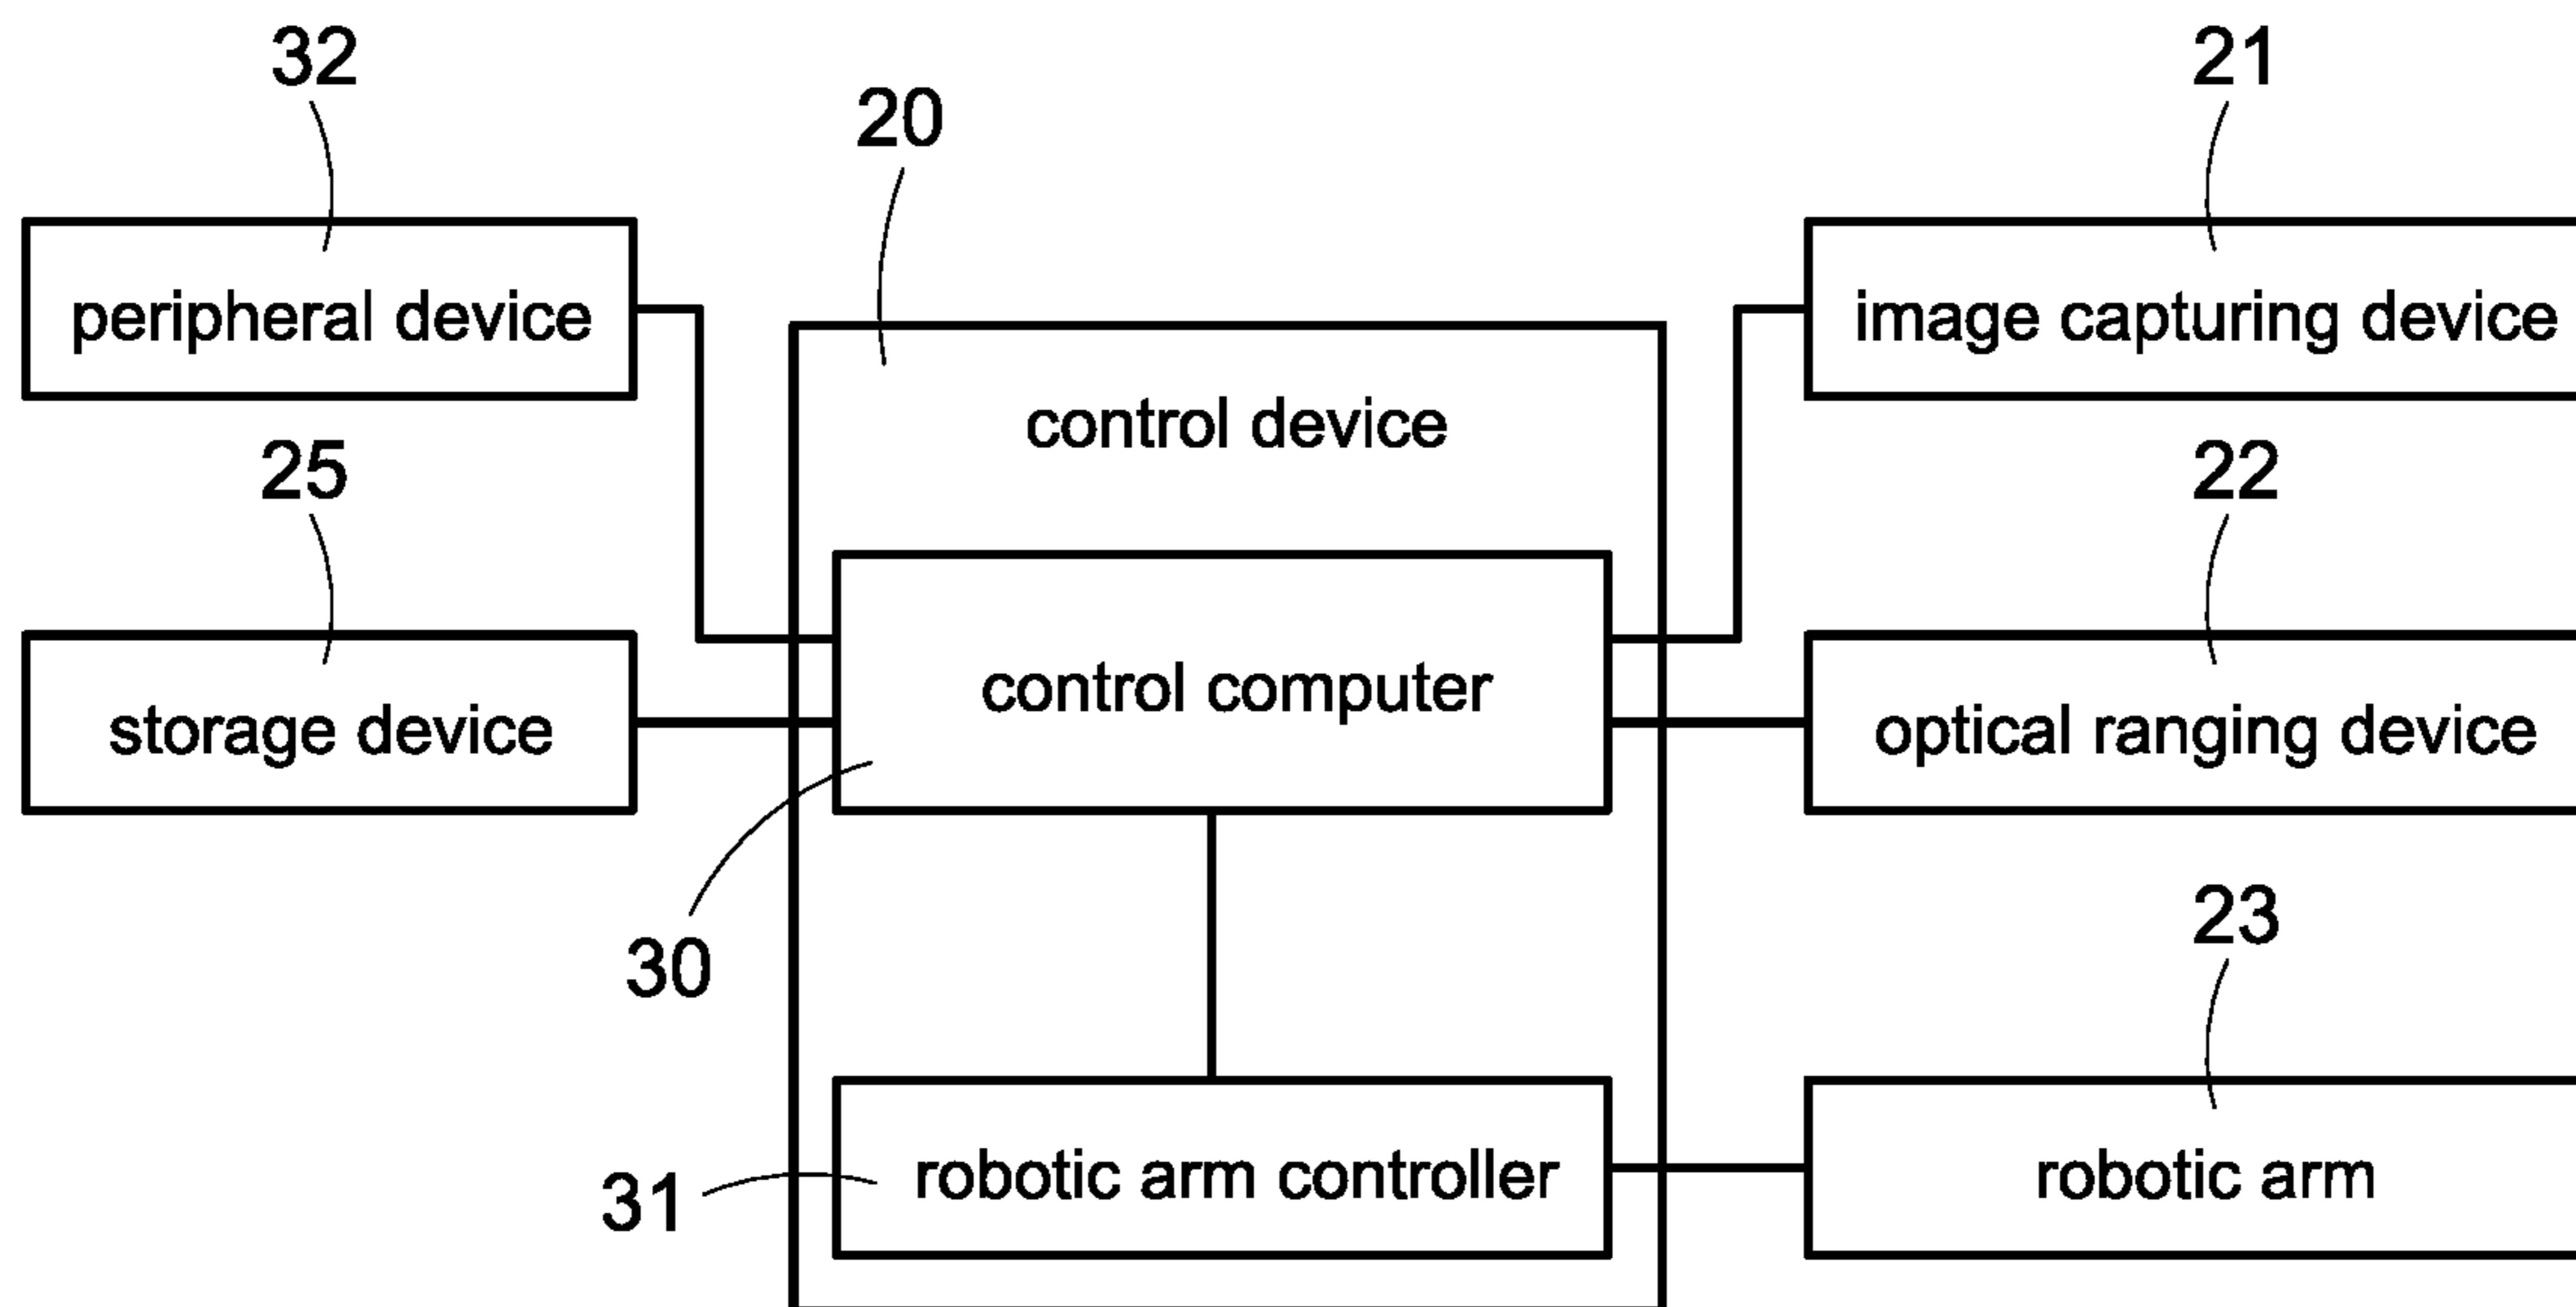 32
21
20
peripheral device
image capturing device
control device
25
22
control computer
storage device
optical ranging device
30
23
31
robotic arm controller
robotic arm